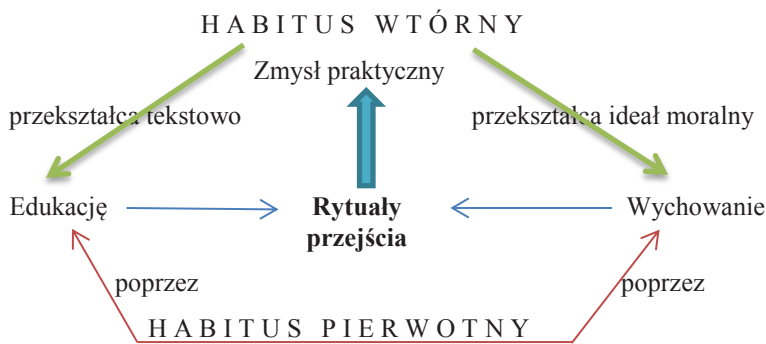 HABITUS WTÓRNY
Zmysł praktyczny
przekształca tekstowo
przekształca ideał moralny
Edukację
Rytuały
przejścia
Wychowanie
poprzez
poprzez
HABITUS PIERWOTNY